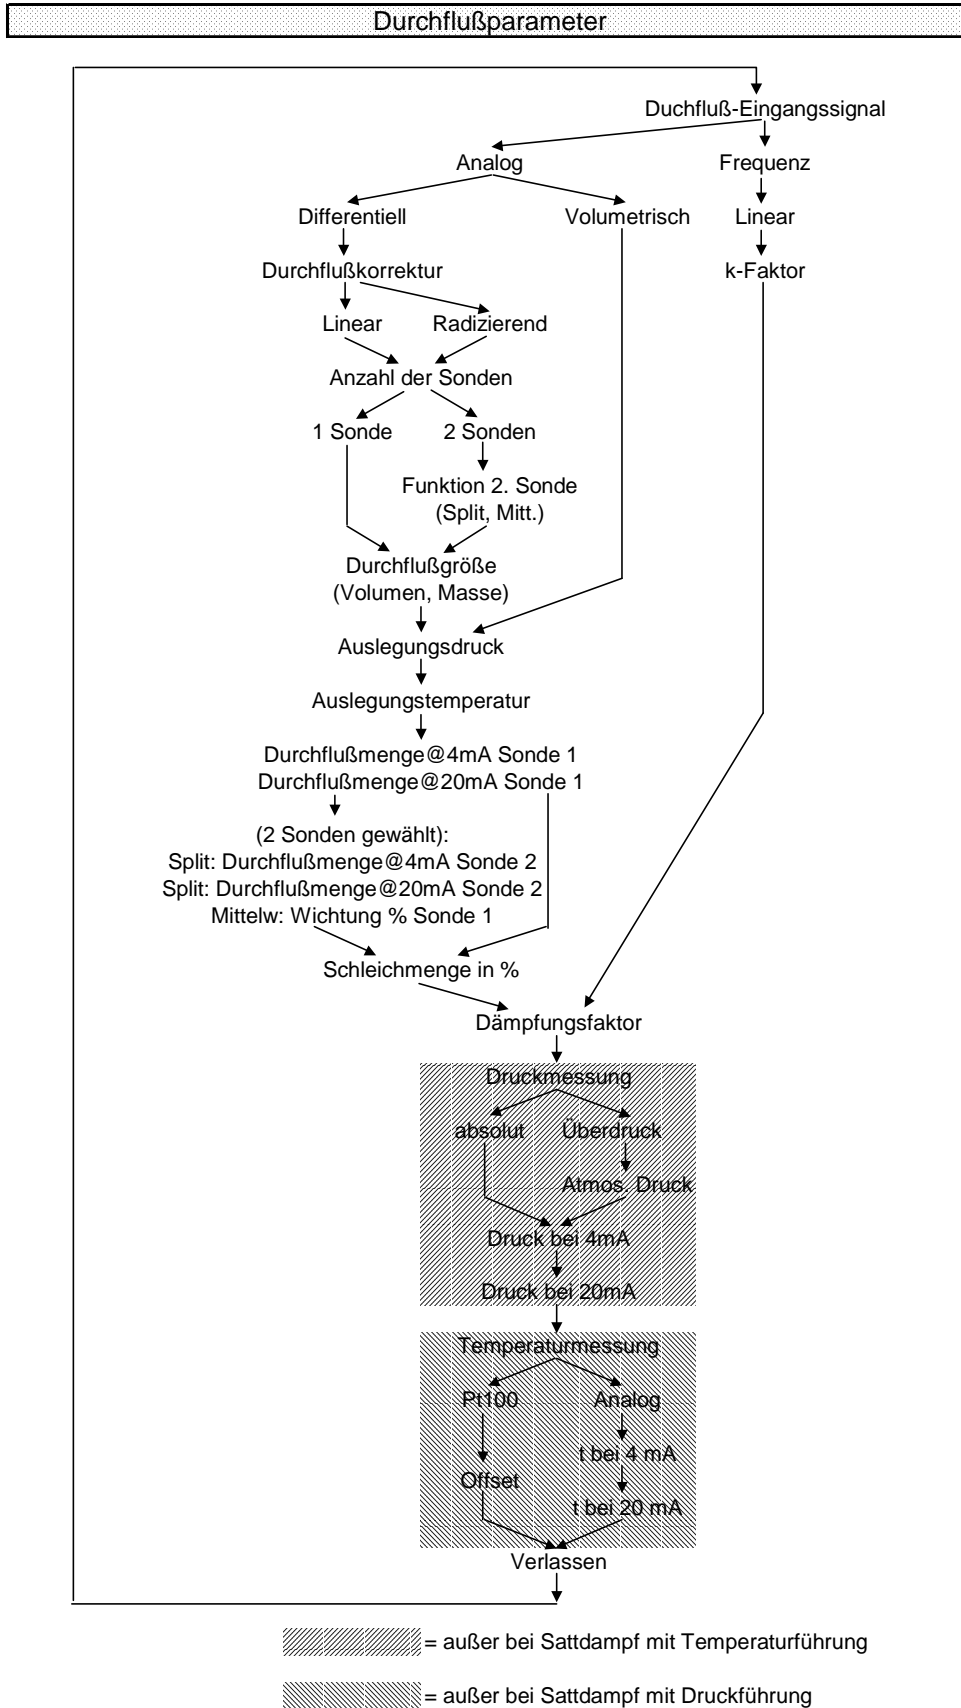 Durchflußparameter
Duchfluß-Eingangssignal
Analog
Frequenz
Differentiell
Volumetrisch
Linear
Durchflußkorrektur
k-Faktor
Linear
Radizierend
Anzahl der Sonden
1 Sonde
2 Sonden
Funktion 2. Sonde
(Split, Mitt.)
Durchflußgröße
(Volumen, Masse)
Auslegungsdruck
Auslegungstemperatur
Durchflußmenge@4mA Sonde 1
Durchflußmenge@20mA Sonde 1
(2 Sonden gewählt):
Split: Durchflußmenge@4mA Sonde 2
Split: Durchflußmenge@20mA Sonde 2
Mittelw: Wichtung % Sonde 1
Schleichmenge in %
Dämpfungsfaktor
Druckmessung
absolut
Überdruck
Atmos. Druck
Druck bei 4mA
Druck bei 20mA
Temperaturmessung
Pt100
Analog
t bei 4 mA
Offset
t bei 20 mA
Verlassen
= außer bei Sattdampf mit Temperaturführung
= außer bei Sattdampf mit Druckführung